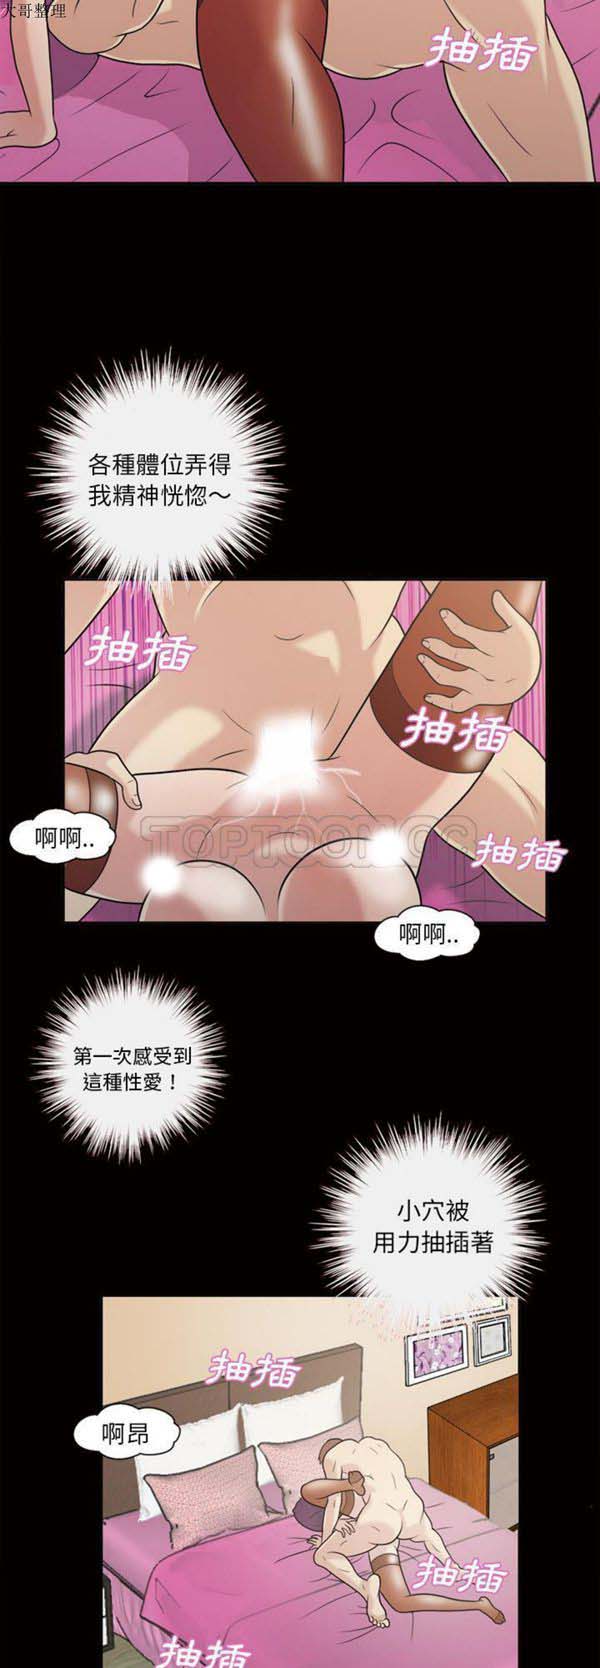 大哥整理
抽插
各種體位弄得
我精神恍惚～
抽插
抽插
TOPTOON.CC
啊啊..
抽插
啊啊..
第一次感受到
這種性愛！
小穴被
用力抽插著
抽插
啊昂
抽插
抽插